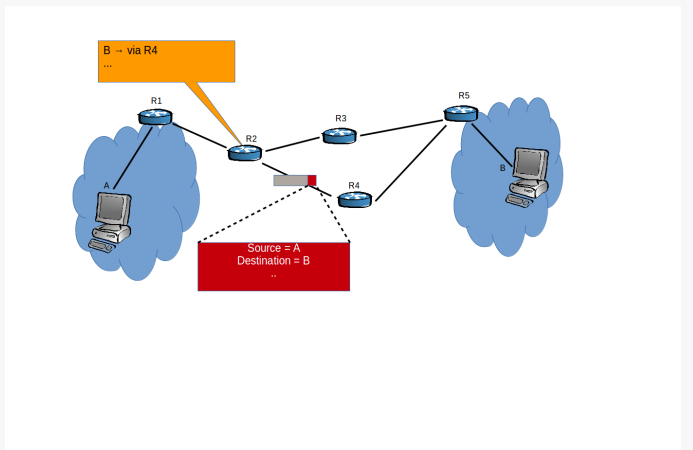 B → via R4
...
R1
R2
R3
R4
R5
A
B
Source = A
Destination = B
..